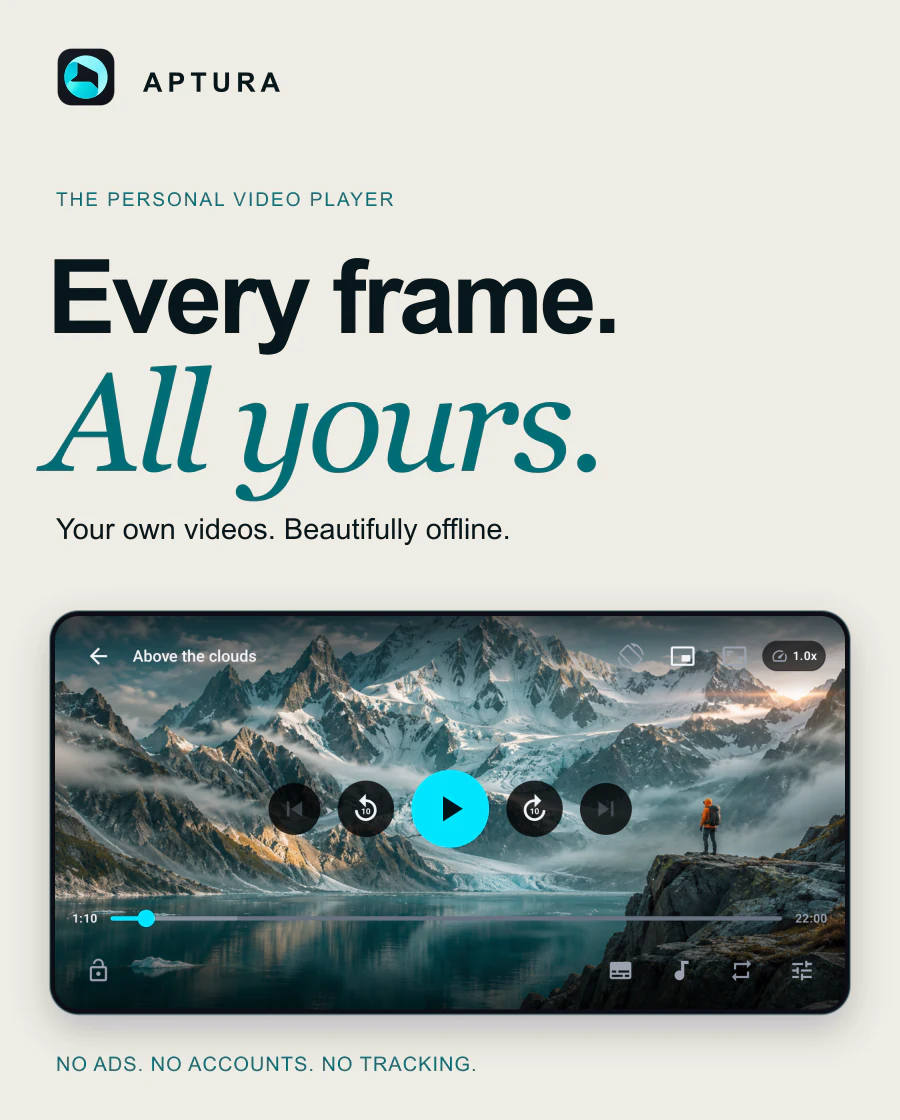 APTURA
THE PERSONAL VIDEO PLAYER
Every frame.
All yours.
Your own videos. Beautifully offline.
Above the clouds
1.0x
10
10
1:10
22:00
NO ADS. NO ACCOUNTS. NO TRACKING.